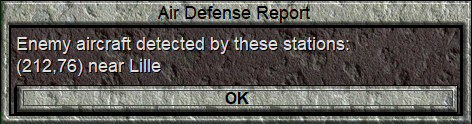 Air Defense Report
Enemy aircraft detected by these stations:
(212,76) near Lille
OK